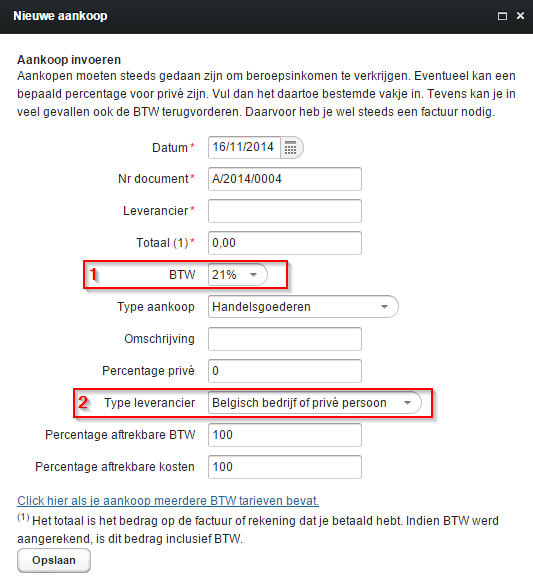 Nieuwe aankoop
Aankoop invoeren
Aankopen moeten steeds gedaan zijn om beroepsinkomen te verkrijgen. Eventueel kan een
bepaald percentage voor privé zijn. Vul dan het daartoe bestemde vakje in. Tevens kan je in
veel gevallen ook de BTW terugvorderen. Daarvoor heb je wel steeds een factuur nodig.
Datum * 16/11/2014
Nr document * A/2014/0004
Leverancier *
Totaal (1) * 0,00
1 BTW 21%
Type aankoop Handelsgoederen
Omschrijving
Percentage privé 0
2 Type leverancier Belgisch bedrijf of privé persoon
Percentage aftrekbare BTW 100
Percentage aftrekbare kosten 100
Click hier als je aankoop meerdere BTW tarieven bevat.
(1) Het totaal is het bedrag op de factuur of rekening dat je betaald hebt. Indien BTW werd
aangerekend, is dit bedrag inclusief BTW.
Opslaan